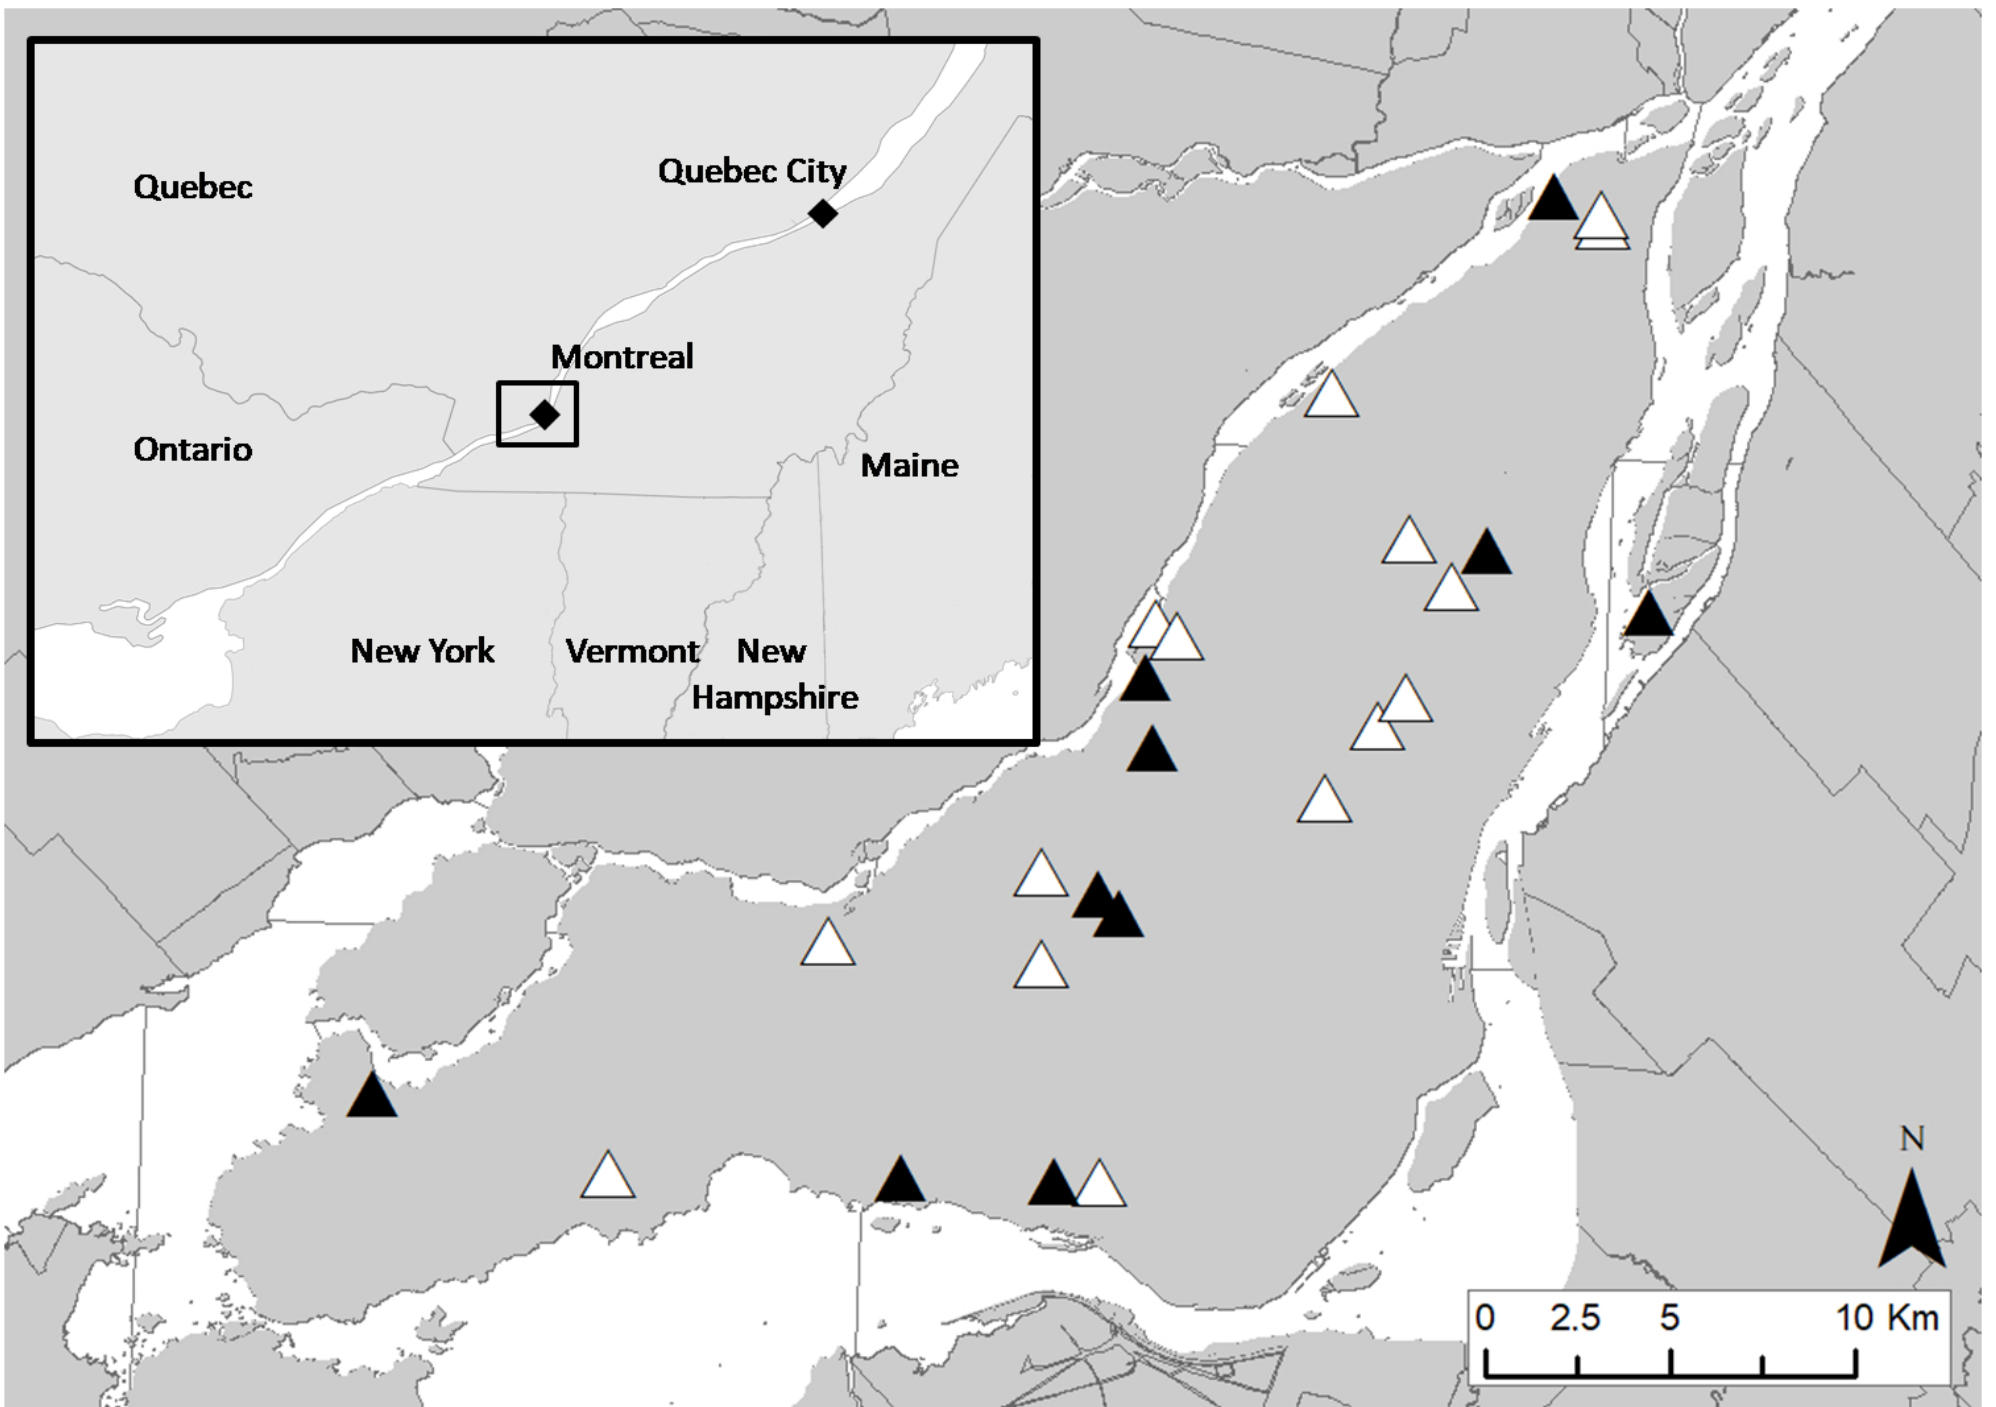 Quebec City
Quebec
Montreal
Ontario
Maine
New York
Vermont
New
Hampshire
N
0 2.5 5 10 Km